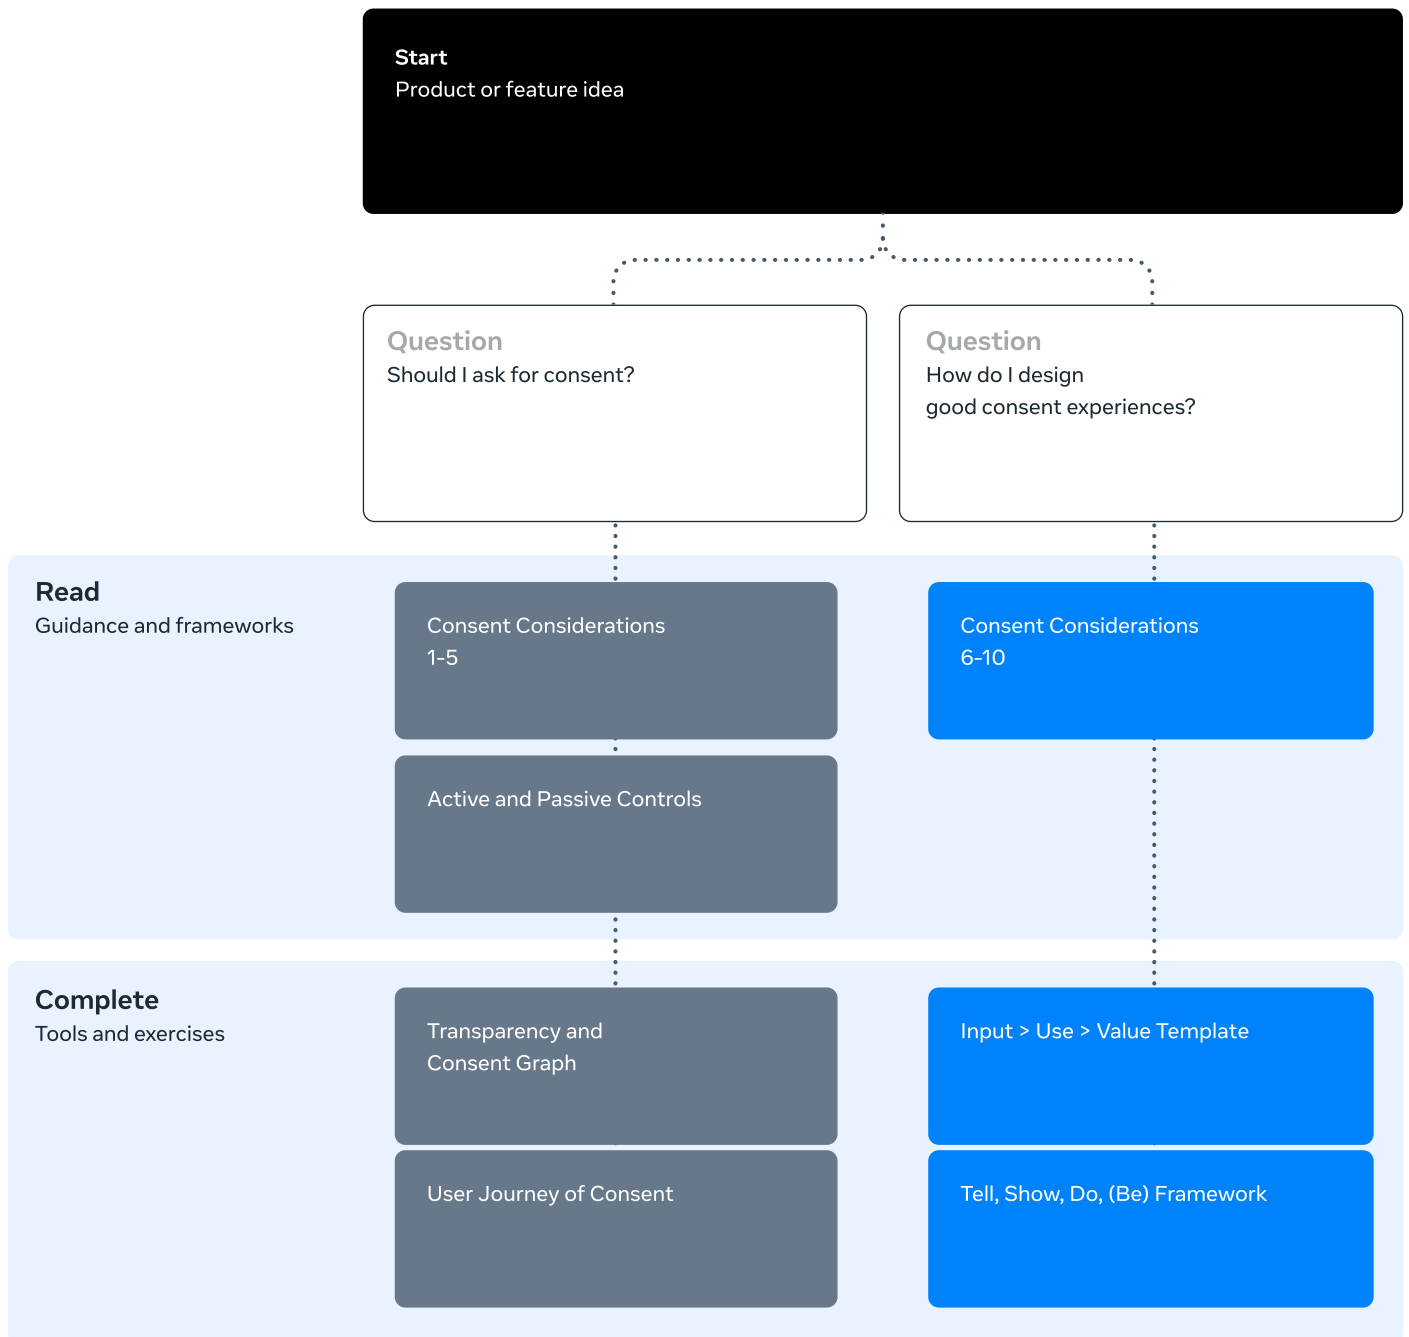 Start
Product or feature idea
Question
Should I ask for consent?
Question
How do I design
good consent experiences?
Read
Guidance and frameworks
Consent Considerations
1-5
Consent Considerations
6-10
Active and Passive Controls
Complete
Tools and exercises
Transparency and
Consent Graph
Input > Use > Value Template
User Journey of Consent
Tell, Show, Do, (Be) Framework